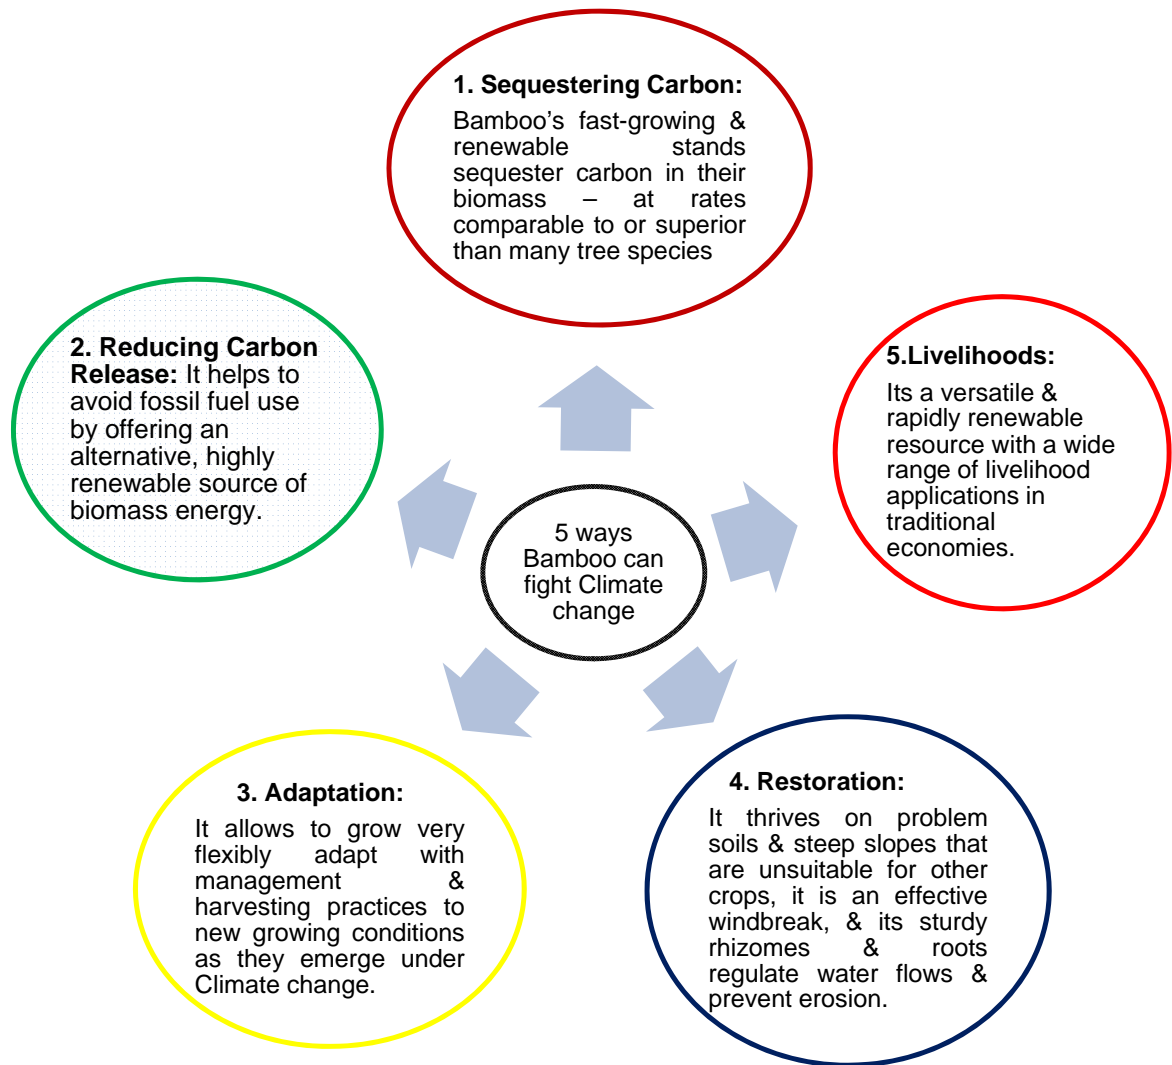 1. Sequestering Carbon:
Bamboo’s fast-growing &
renewable stands
sequester carbon in their
biomass – at rates
comparable to or superior
than many tree species
2. Reducing Carbon
Release: It helps to
avoid fossil fuel use
by offering an
alternative, highly
renewable source of
biomass energy.
5.Livelihoods:
Its a versatile &
rapidly renewable
resource with a wide
range of livelihood
applications in
traditional
economies.
5 ways
Bamboo can
fight Climate
change
3. Adaptation:
It allows to grow very
flexibly adapt with
management &
harvesting practices to
new growing conditions
as they emerge under
Climate change.
4. Restoration:
It thrives on problem
soils & steep slopes that
are unsuitable for other
crops, it is an effective
windbreak, & its sturdy
rhizomes & roots
regulate water flows &
prevent erosion.